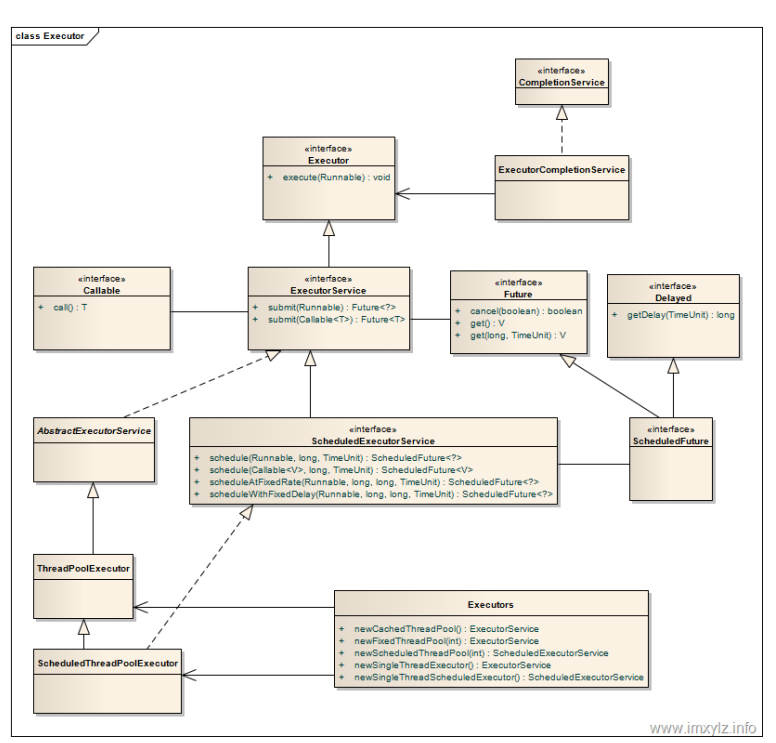 class Executor
«interface»
CompletionService
«interface»
Executor
+ execute(Runnable) : void
ExecutorCompletionService
«interface»
Callable
+ call() : T
«interface»
ExecutorService
+ submit(Runnable) : Future<?>
+ submit(Callable<T>) : Future<T>
«interface»
Future
+ cancel(boolean) : boolean
+ get() : V
+ get(long, TimeUnit) : V
«interface»
Delayed
+ getDelay(TimeUnit) : long
AbstractExecutorService
«interface»
ScheduledExecutorService
+ schedule(Runnable, long, TimeUnit) : ScheduledFuture<?>
+ schedule(Callable<V>, long, TimeUnit) : ScheduledFuture<V>
+ scheduleAtFixedRate(Runnable, long, long, TimeUnit) : ScheduledFuture<?>
+ scheduleWithFixedDelay(Runnable, long, long, TimeUnit) : ScheduledFuture<?>
«interface»
ScheduledFuture
ThreadPoolExecutor
Executors
+ newCachedThreadPool() : ExecutorService
+ newFixedThreadPool(int) : ExecutorService
+ newScheduledThreadPool(int) : ScheduledExecutorService
+ newSingleThreadExecutor() : ExecutorService
+ newSingleThreadScheduledExecutor() : ScheduledExecutorService
ScheduledThreadPoolExecutor
www.imxylz.info